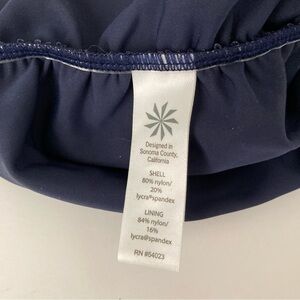 Designed in
Sonoma County,
California
SHELL
80% nylon/
20%
lycra®spandex
LINING
84% nylon/
16%
lycra®spandex
RN #54023